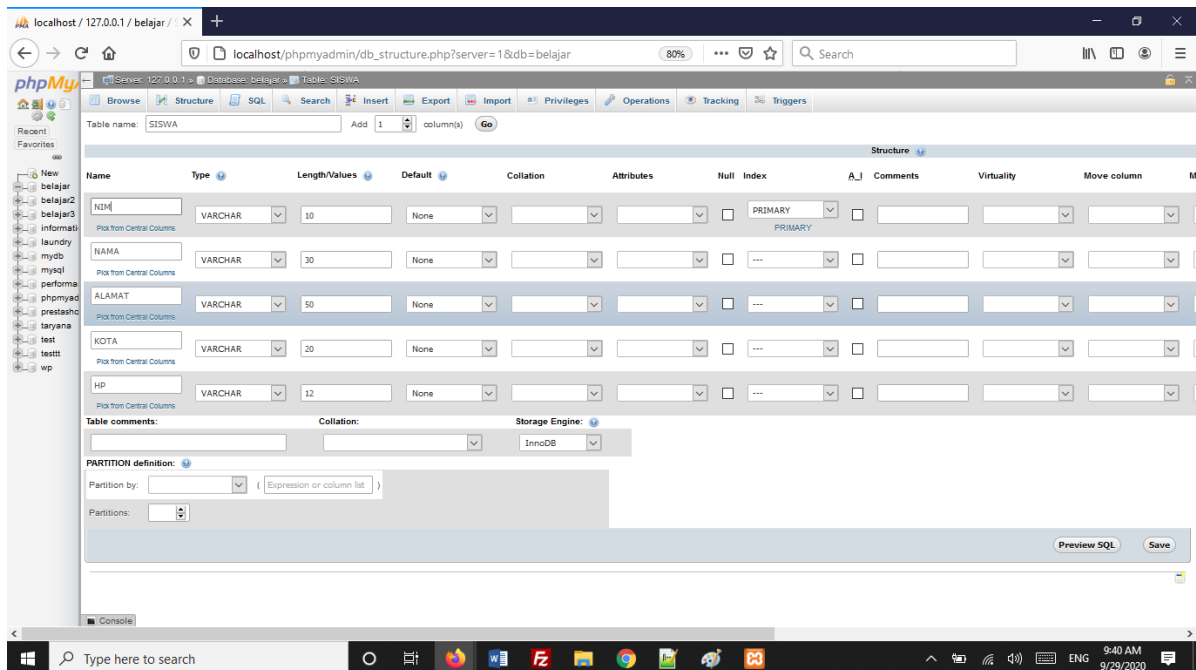 localhost / 127.0.0.1 / belajar /
localhost/phpmyadmin/db_structure.php?server=1&db=belajar 80% Search
phpMyA
Server: 127.0.0.1 » Database: belajar » Table: SISWA
Browse Structure SQL Search Insert Export Import Privileges Operations Tracking Triggers
Recent
Favorites
New
belajar
belajar2
belajar3
informati
laundry
mydb
mysql
performa
phpmyad
prestasho
taryana
test
testtt
wp
Table name: SISWA Add 1 column(s) Go
Structure
Name Type Length/Values Default Collation Attributes Null Index A_I Comments Virtuality Move column M
NIM VARCHAR 10 None PRIMARY
Pick from Central Columns PRIMARY
NAMA VARCHAR 30 None ---
Pick from Central Columns
ALAMAT VARCHAR 50 None ---
Pick from Central Columns
KOTA VARCHAR 20 None ---
Pick from Central Columns
HP VARCHAR 12 None ---
Pick from Central Columns
Table comments: Collation: Storage Engine:
InnoDB
PARTITION definition:
Partition by: ( Expression or column list )
Partitions:
Preview SQL Save
Console
Type here to search
ENG 9:40 AM
9/29/2020